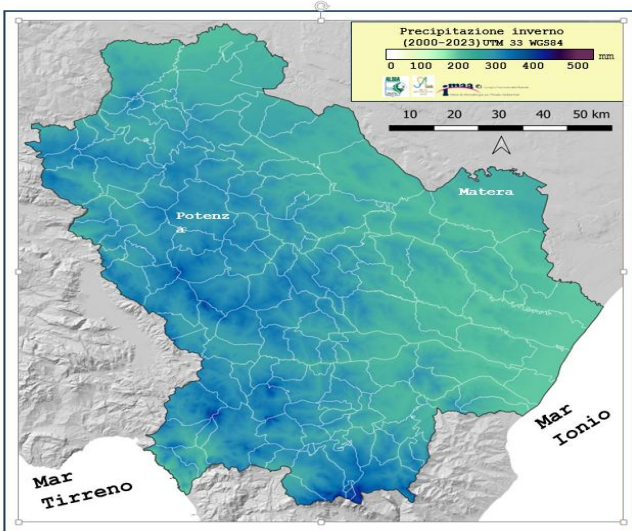 Precipitazione inverno
(2000-2023) UTM 33 WGS84
mm
0 100 200 300 400 500
imaa
10 20 30 40 50 km
Matera
Potenz
a
Mar
Ionio
Mar
Tirreno